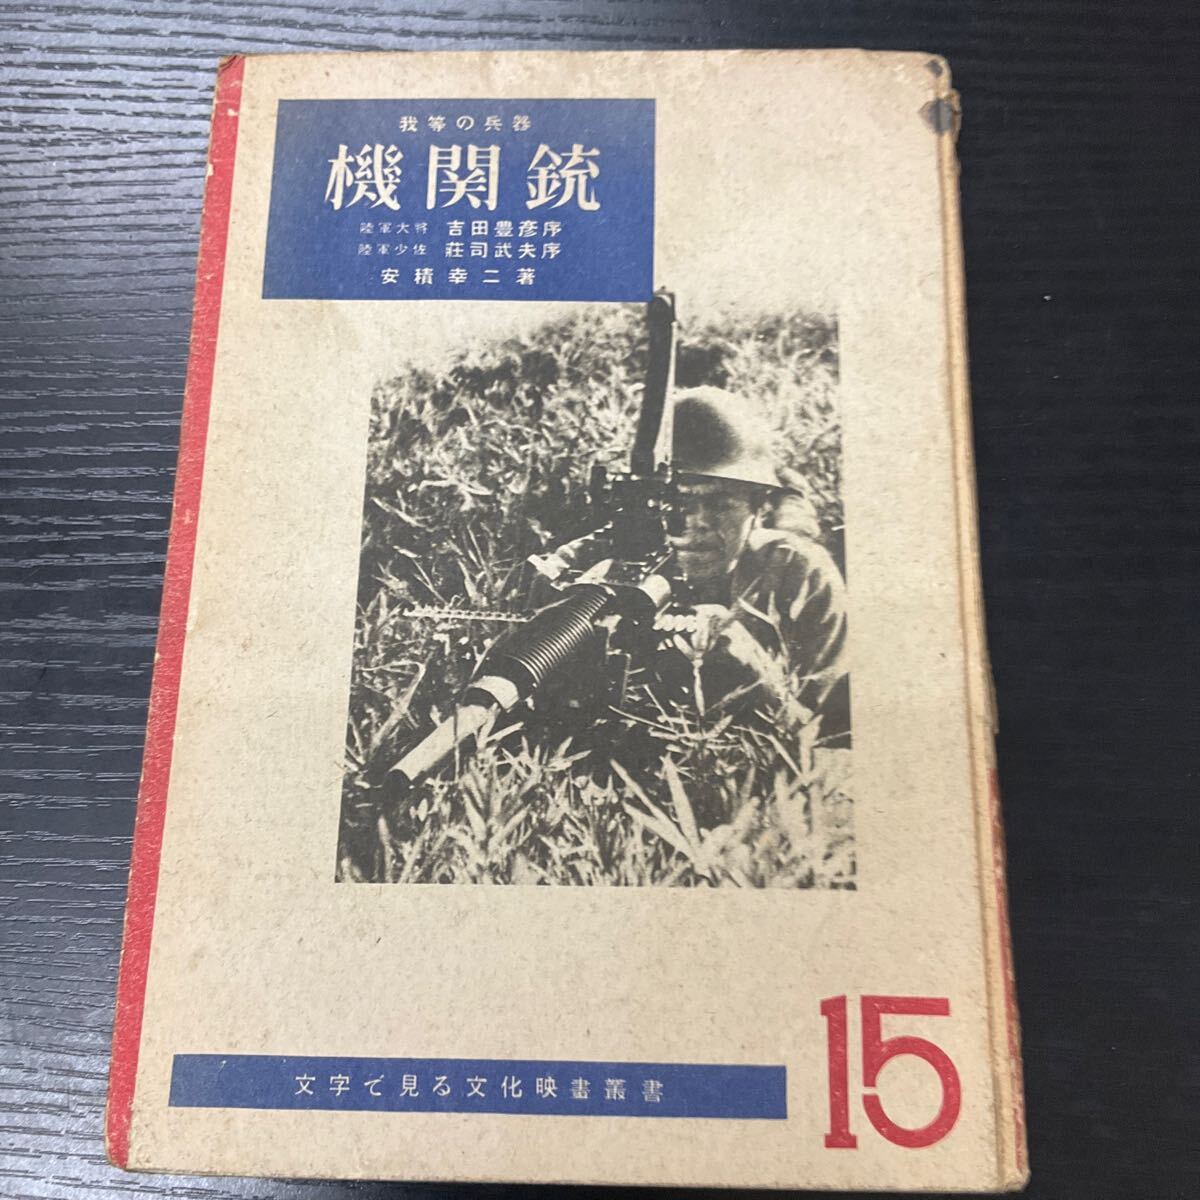 我等の兵器
機関銃
陸軍大将 吉田豊彦序
陸軍少佐 莊司武夫序
安積幸二著
15
文字で見る文化映畫叢書